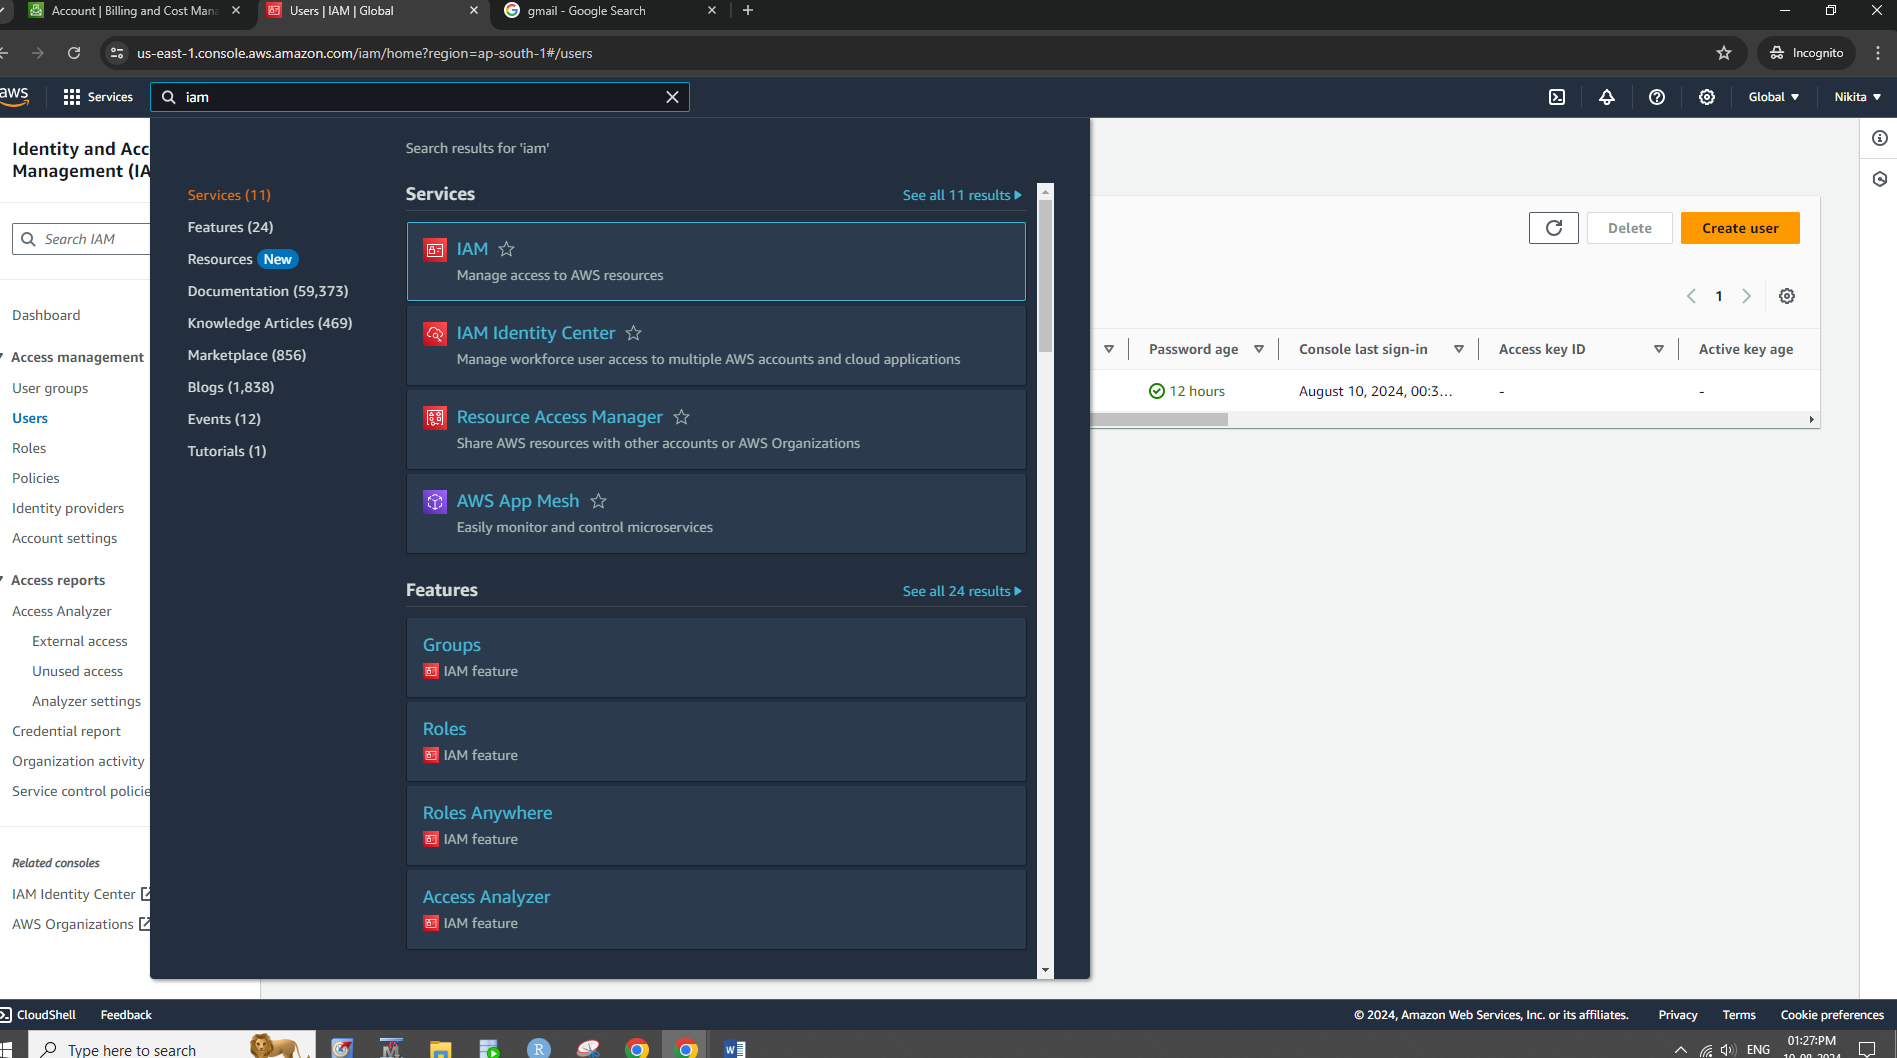 Account | Billing and Cost Mana
Users | IAM | Global
gmail - Google Search
us-east-1.console.aws.amazon.com/iam/home?region=ap-south-1#/users
Incognito
aws
Services
iam
Global
Nikita
Identity and Acc
Management (IA
Search IAM
Dashboard
Access management
User groups
Users
Roles
Policies
Identity providers
Account settings
Access reports
Access Analyzer
External access
Unused access
Analyzer settings
Credential report
Organization activity
Service control policie
Related consoles
IAM Identity Center
AWS Organizations
Search results for 'iam'
Services (11)
Features (24)
Resources New
Documentation (59,373)
Knowledge Articles (469)
Marketplace (856)
Blogs (1,838)
Events (12)
Tutorials (1)
Services
See all 11 results
IAM
Manage access to AWS resources
IAM Identity Center
Manage workforce user access to multiple AWS accounts and cloud applications
Resource Access Manager
Share AWS resources with other accounts or AWS Organizations
AWS App Mesh
Easily monitor and control microservices
Features
See all 24 results
Groups
IAM feature
Roles
IAM feature
Roles Anywhere
IAM feature
Access Analyzer
IAM feature
Delete
Create user
1
Password age
Console last sign-in
Access key ID
Active key age
12 hours
August 10, 2024, 00:3...
-
-
CloudShell
Feedback
© 2024, Amazon Web Services, Inc. or its affiliates.
Privacy
Terms
Cookie preferences
Type here to search
ENG
01:27:PM
10-08-2024